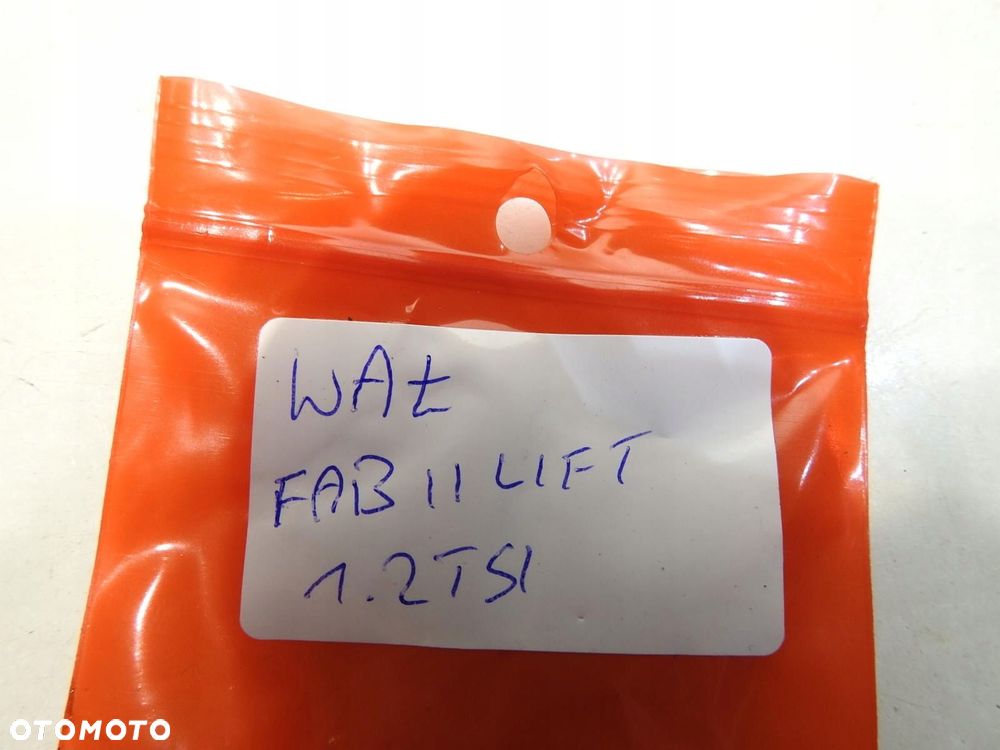 WAŁ
FAB II LIFT
1.2TSI
OTOMOTO